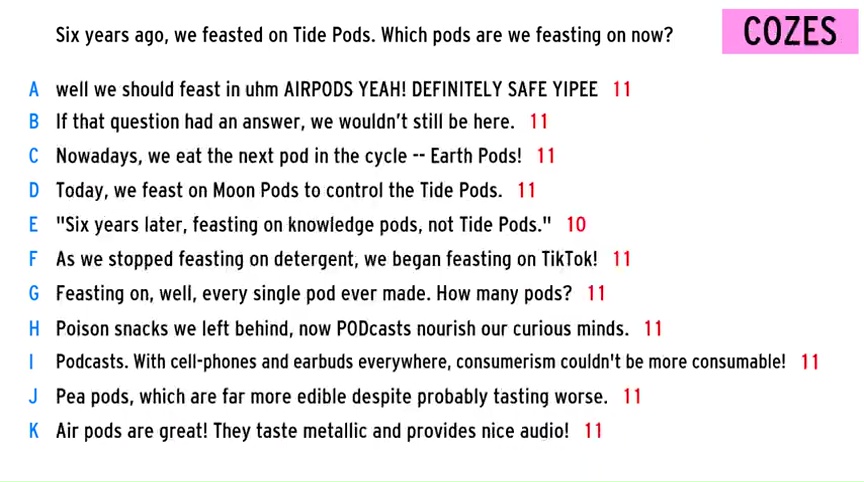 Six years ago, we feasted on Tide Pods. Which pods are we feasting on now?
COZES
A well we should feast in uhm AIRPODS YEAH! DEFINITELY SAFE YIPEE 11
B If that question had an answer, we wouldn't still be here. 11
C Nowadays, we eat the next pod in the cycle -- Earth Pods! 11
D Today, we feast on Moon Pods to control the Tide Pods. 11
E "Six years later, feasting on knowledge pods, not Tide Pods." 10
F As we stopped feasting on detergent, we began feasting on TikTok! 11
G Feasting on, well, every single pod ever made. How many pods? 11
H Poison snacks we left behind, now PODcasts nourish our curious minds. 11
I Podcasts. With cell-phones and earbuds everywhere, consumerism couldn't be more consumable! 11
J Pea pods, which are far more edible despite probably tasting worse. 11
K Air pods are great! They taste metallic and provides nice audio! 11